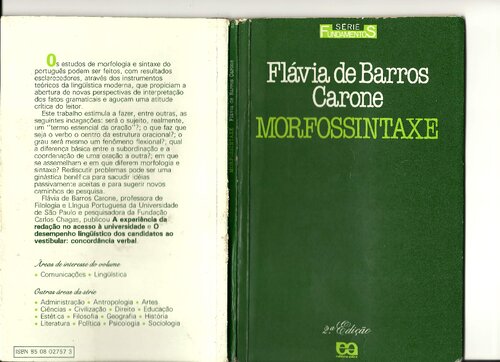 Os estudos de morfologia e sintaxe do
português podem ser feitos, com resultados
esclarecedores, através dos instrumentos
teóricos da lingüística moderna, que propiciam a
abertura de novas perspectivas de interpretação
dos fatos gramaticais e aguçam uma atitude
crítica do leitor.
Este trabalho estimula a fazer, entre outras, as
seguintes indagações: será o sujeito, realmente,
um "termo essencial da oração"?; o que faz que
seja o verbo o centro da estrutura oracional?; o
grau será mesmo um fenômeno flexional?; qual
a diferença básica entre a subordinação e a
coordenação de uma oração a outra?; em que
se assemelham e em que diferem morfologia e
sintaxe? Rediscutir problemas pode ser uma
ginástica benéfica para sacudir idéias
passivamente aceitas e para sugerir novos
caminhos de pesquisa.
Flávia de Barros Carone, professora de
Filologia e Língua Portuguesa da Universidade
de São Paulo e pesquisadora da Fundação
Carlos Chagas, publicou A experiência da
redação no acesso à universidade e O
desempenho lingüístico dos candidatos ao
vestibular: concordância verbal.
Áreas de interesse do volume
• Comunicações • Lingüística
Outras áreas da série
• Administração • Antropologia • Artes
• Ciências • Civilização • Direito • Educação
• Estética • Filosofia • Geografia • História
• Literatura • Política • Psicologia • Sociologia
ISBN 85 08 02757 3
MORFOSSINTAXE Flávia de Barros Carone
SÉRIE
FUNDAMENTOS
Flávia de Barros
Carone
MORFOSSINTAXE
2ª Edição